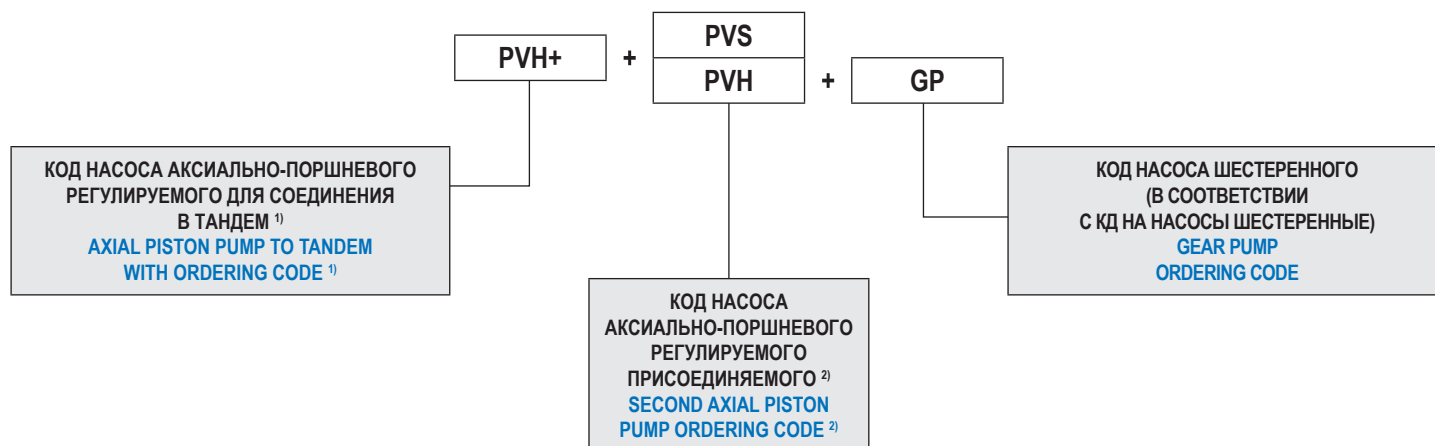 PVH+
+
PVS
PVH
+
GP
КОД НАСОСА АКСИАЛЬНО-ПОРШНЕВОГО
РЕГУЛИРУЕМОГО ДЛЯ СОЕДИНЕНИЯ
В ТАНДЕМ 1)
AXIAL PISTON PUMP TO TANDEM
WITH ORDERING CODE 1)
КОД НАСОСА
АКСИАЛЬНО-ПОРШНЕВОГО
РЕГУЛИРУЕМОГО
ПРИСОЕДИНЯЕМОГО 2)
SECOND AXIAL PISTON
PUMP ORDERING CODE 2)
КОД НАСОСА ШЕСТЕРЕННОГО
(В СООТВЕТСТВИИ
С КД НА НАСОСЫ ШЕСТЕРЕННЫЕ)
GEAR PUMP
ORDERING CODE